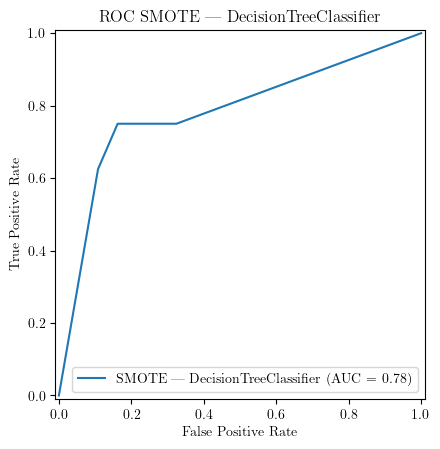 ROC SMOTE — DecisionTreeClassifier
1.0
0.8
0.6
0.4
0.2
0.0
True Positive Rate
SMOTE — DecisionTreeClassifier (AUC = 0.78)
0.0 0.2 0.4 0.6 0.8 1.0
False Positive Rate